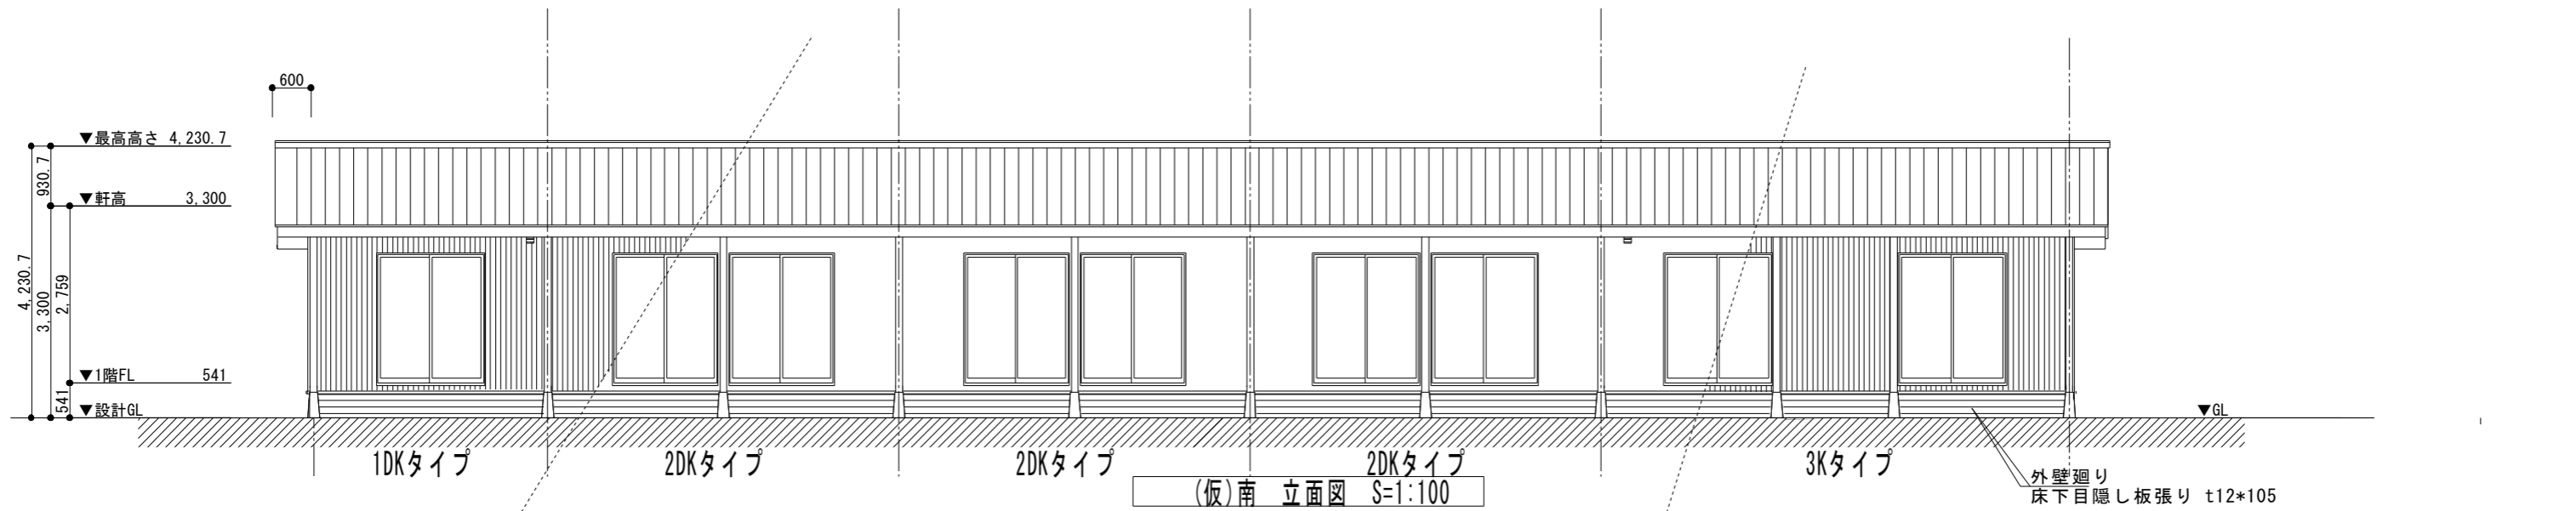 600
▼最高高さ 4,230.7
930.7
▼軒高 3,300
4,230.7
3,300
2,759
▼1階FL 541
541
▼設計GL
▼GL
1DKタイプ
2DKタイプ
2DKタイプ
2DKタイプ
3Kタイプ
(仮)南 立面図 S=1:100
外壁廻り
床下目隠し板張り t12*105